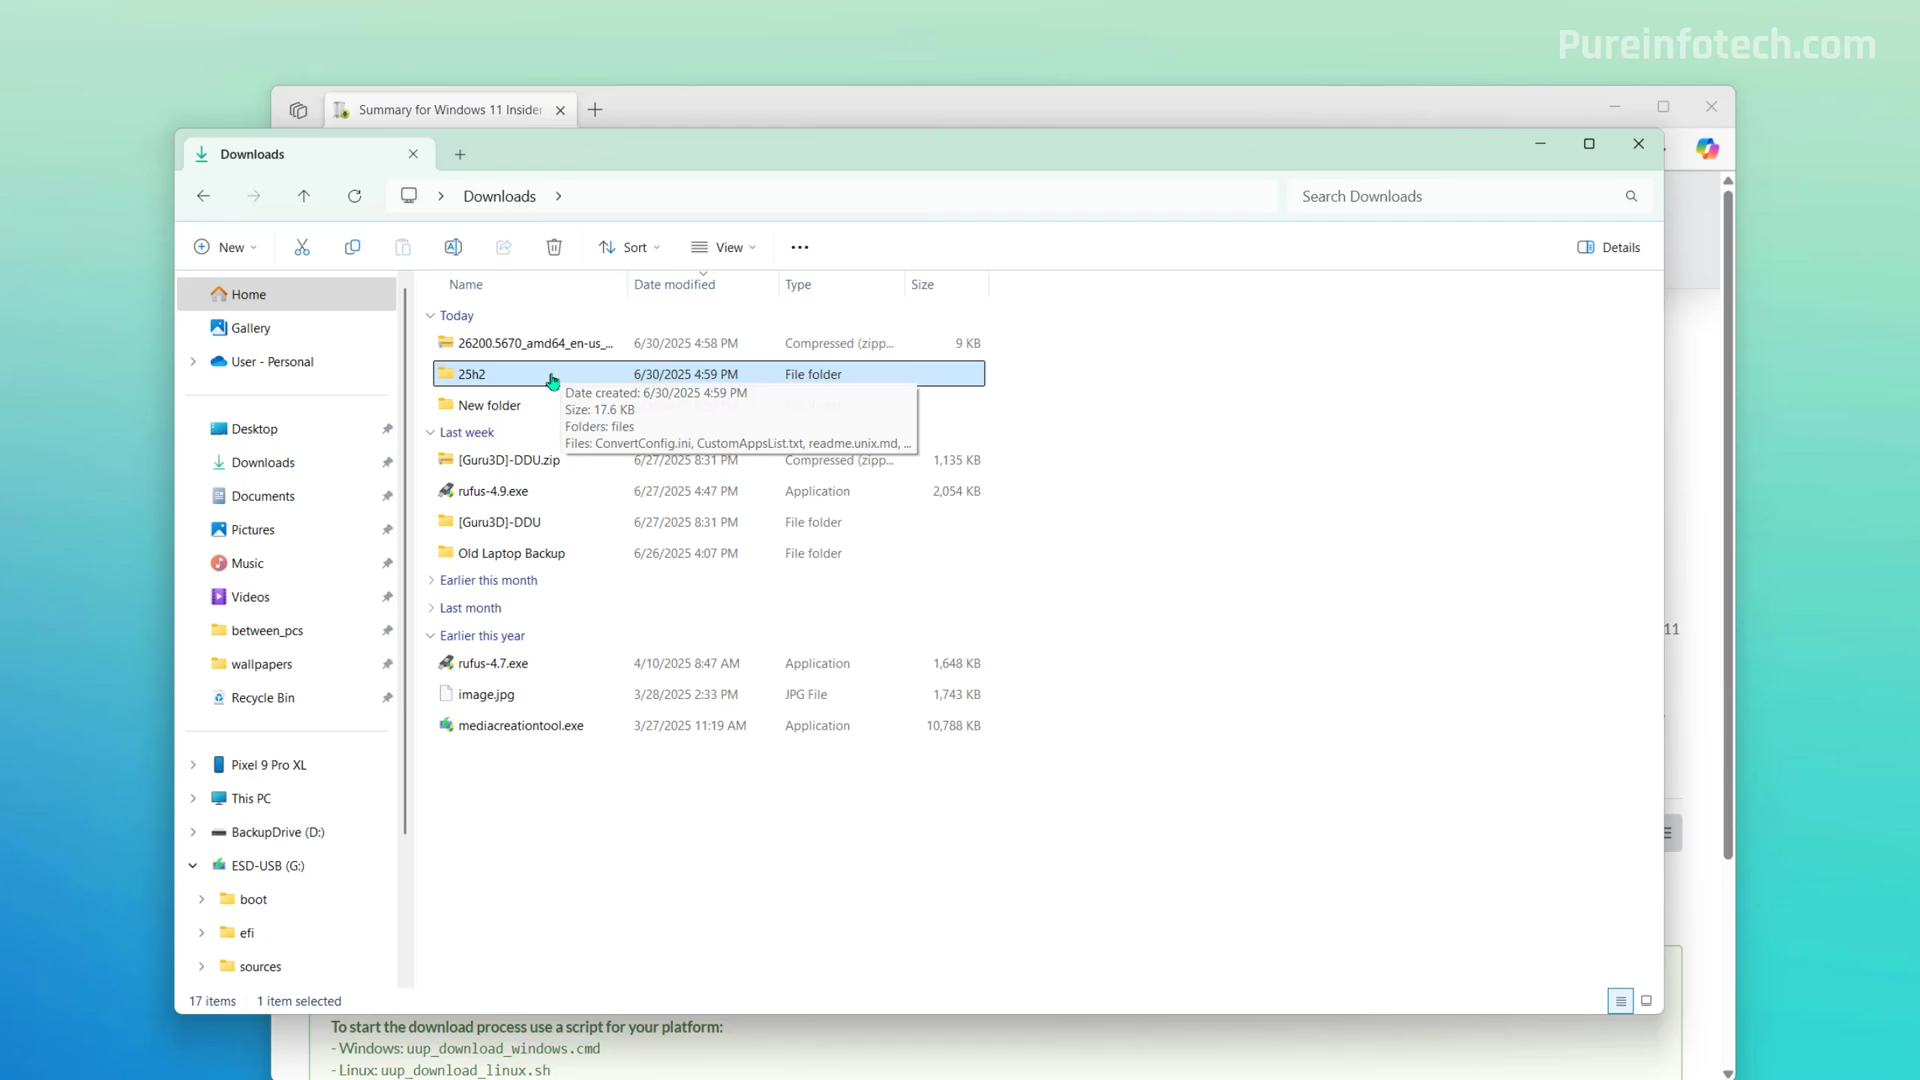 Pureinfotech.com
Summary for Windows 11 Insider
Downloads
Downloads
Search Downloads
New
Sort
View
Details
Home
Gallery
User - Personal
Desktop
Downloads
Documents
Pictures
Music
Videos
between_pcs
wallpapers
Recycle Bin
Pixel 9 Pro XL
This PC
BackupDrive (D:)
ESD-USB (G:)
boot
efi
sources
Name Date modified Type Size
Today
26200.5670_amd64_en-us_... 6/30/2025 4:58 PM Compressed (zipp... 9 KB
25h2 6/30/2025 4:59 PM File folder
Date created: 6/30/2025 4:59 PM
New folder
Size: 17.6 KB
Folders: files
Files: ConvertConfig.ini, CustomAppsList.txt, readme.unix.md, ...
Last week
[Guru3D]-DDU.zip 6/27/2025 8:31 PM Compressed (zipp... 1,135 KB
rufus-4.9.exe 6/27/2025 4:47 PM Application 2,054 KB
[Guru3D]-DDU 6/27/2025 8:31 PM File folder
Old Laptop Backup 6/26/2025 4:07 PM File folder
Earlier this month
Last month
Earlier this year
rufus-4.7.exe 4/10/2025 8:47 AM Application 1,648 KB
image.jpg 3/28/2025 2:33 PM JPG File 1,743 KB
mediacreationtool.exe 3/27/2025 11:19 AM Application 10,788 KB
11
17 items 1 item selected
To start the download process use a script for your platform:
- Windows: uup_download_windows.cmd
- Linux: uup_download_linux.sh